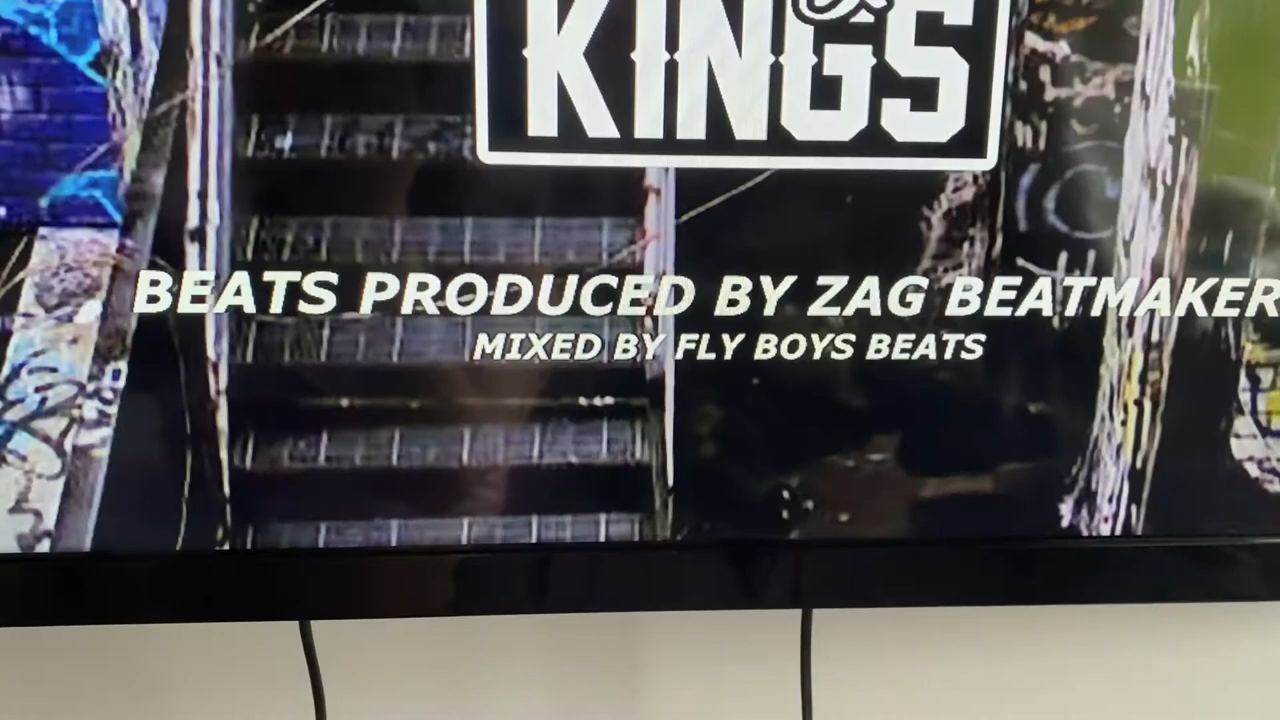 KINGS
BEATS PRODUCED BY ZAG BEATMAKER
MIXED BY FLY BOYS BEATS